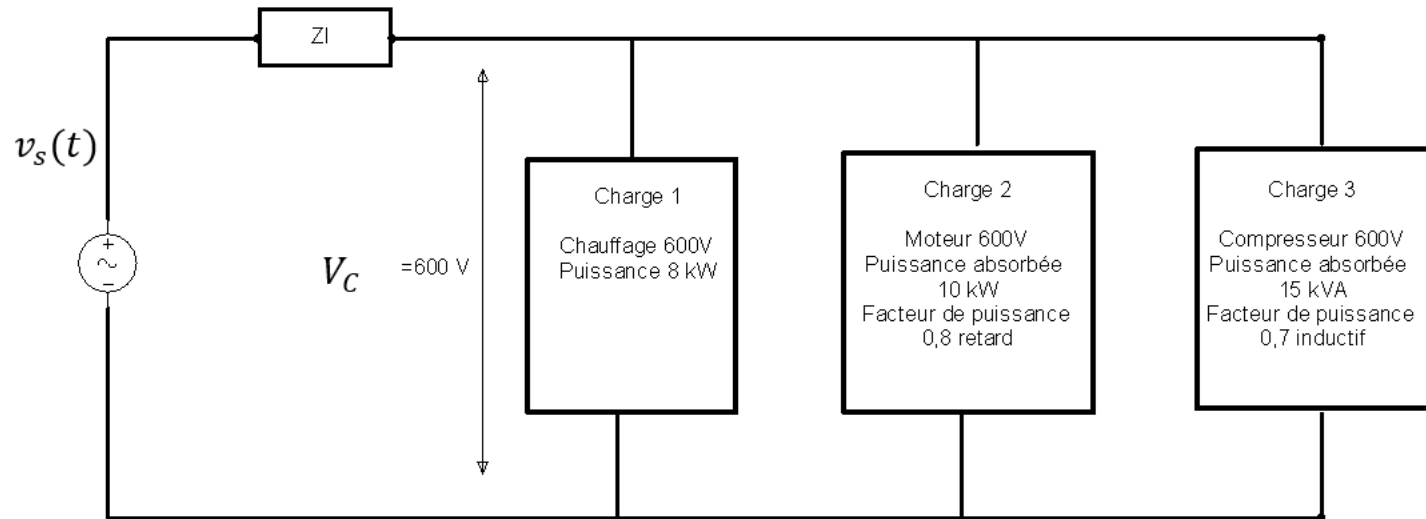 Zl
v_s(t)
V_C
=600 V
Charge 1
Chauffage 600V
Puissance 8 kW
Charge 2
Moteur 600V
Puissance absorbée
10 kW
Facteur de puissance
0,8 retard
Charge 3
Compresseur 600V
Puissance absorbée
15 kVA
Facteur de puissance
0,7 inductif